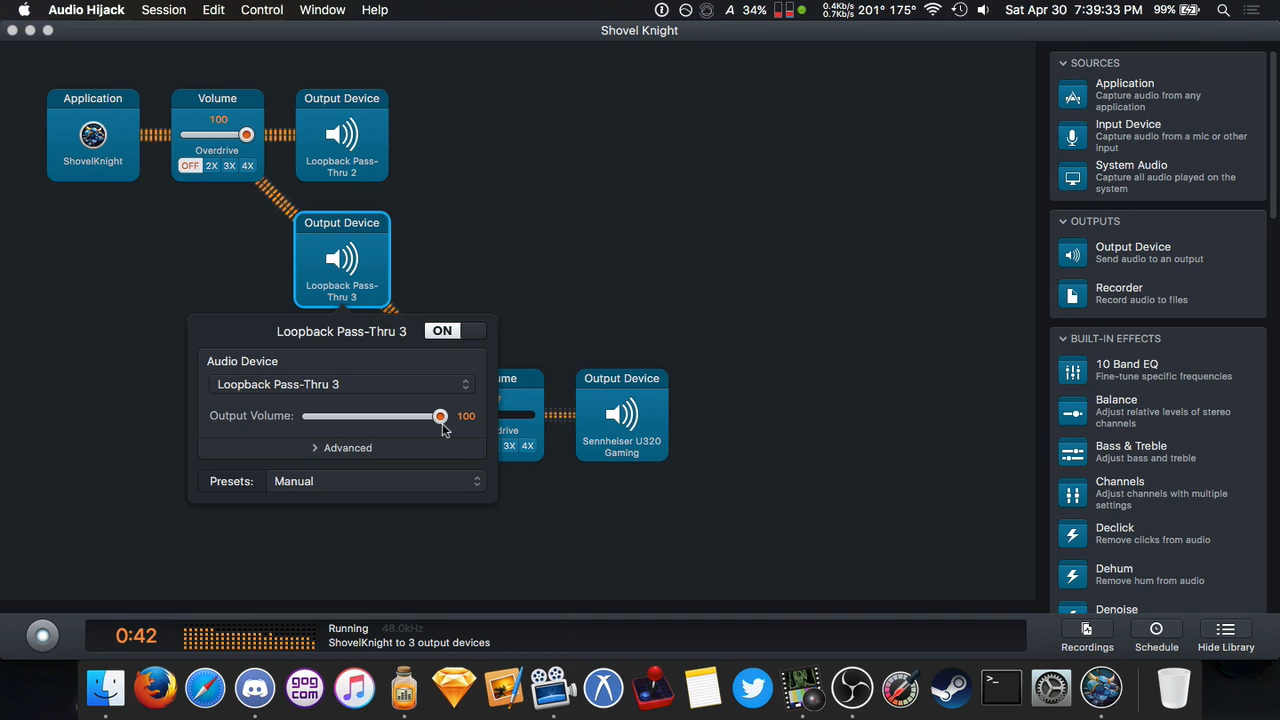 Audio Hijack Session Edit Control Window Help
34% 0.4Kb/s 0.7Kb/s 201° 175° Sat Apr 30 7:39:33 PM 99%
Shovel Knight
Application
ShovelKnight
Volume
100
Overdrive
OFF 2X 3X 4X
Output Device
Loopback Pass-
Thru 2
Output Device
Loopback Pass-
Thru 3
Loopback Pass-Thru 3 ON
Audio Device
Loopback Pass-Thru 3
Output Volume: 100
Advanced
Presets: Manual
ume
drive
3X 4X
Output Device
Sennheiser U320
Gaming
SOURCES
Application
Capture audio from any
application
Input Device
Capture audio from a mic or other
input
System Audio
Capture all audio played on the
system
OUTPUTS
Output Device
Send audio to an output
Recorder
Record audio to files
BUILT-IN EFFECTS
10 Band EQ
Fine-tune specific frequencies
Balance
Adjust relative levels of stereo
channels
Bass & Treble
Adjust bass and treble
Channels
Adjust channels with multiple
settings
Declick
Remove clicks from audio
Dehum
Remove hum from audio
Denoise
0:42
Running 48.0kHz
ShovelKnight to 3 output devices
Recordings
Schedule
Hide Library
GOG
COM